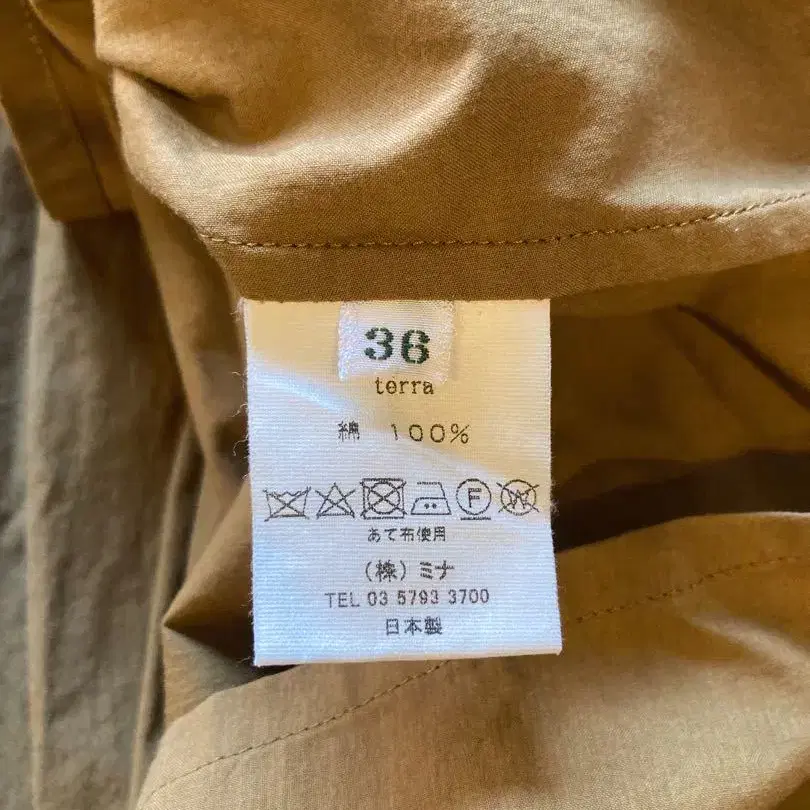 36
terra
綿 100%
F W
あて布使用
(株) ミナ
TEL 03 5793 3700
日本製